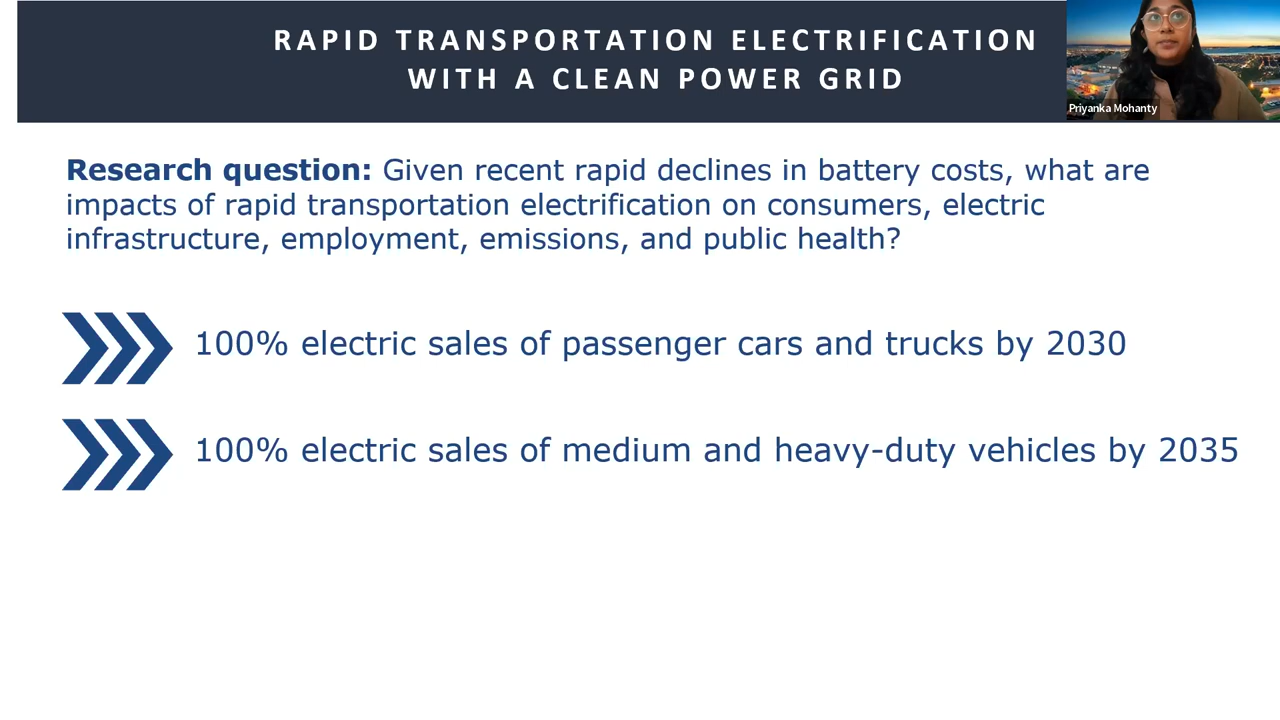 RAPID TRANSPORTATION ELECTRIFICATION
WITH A CLEAN POWER GRID
Priyanka Mohanty
Research question: Given recent rapid declines in battery costs, what are
impacts of rapid transportation electrification on consumers, electric
infrastructure, employment, emissions, and public health?
100% electric sales of passenger cars and trucks by 2030
100% electric sales of medium and heavy-duty vehicles by 2035